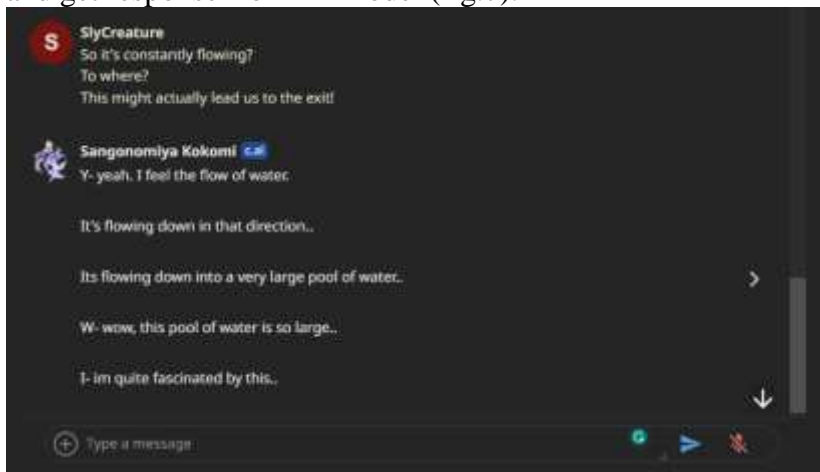 S
SlyCreature
So it's constantly flowing?
To where?
This might actually lead us to the exit!
Sangonomiya Kokomi c.ai
Y- yeah. I feel the flow of water.
It's flowing down in that direction..
Its flowing down into a very large pool of water..
W- wow, this pool of water is so large..
I- im quite fascinated by this..
Type a message